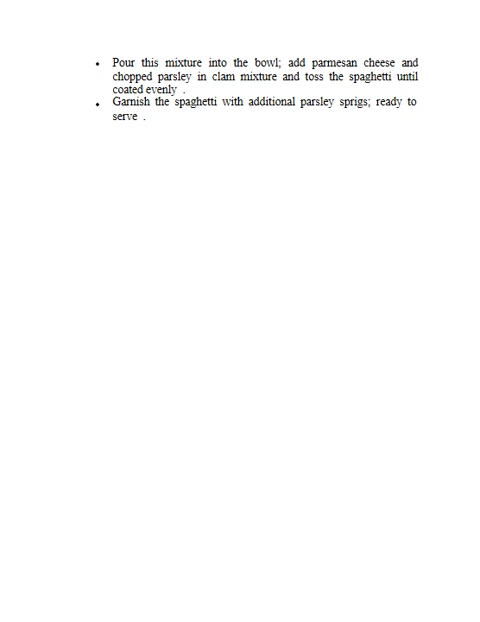 • Pour this mixture into the bowl; add parmesan cheese and
chopped parsley in clam mixture and toss the spaghetti until
coated evenly .
• Garnish the spaghetti with additional parsley sprigs; ready to
serve .